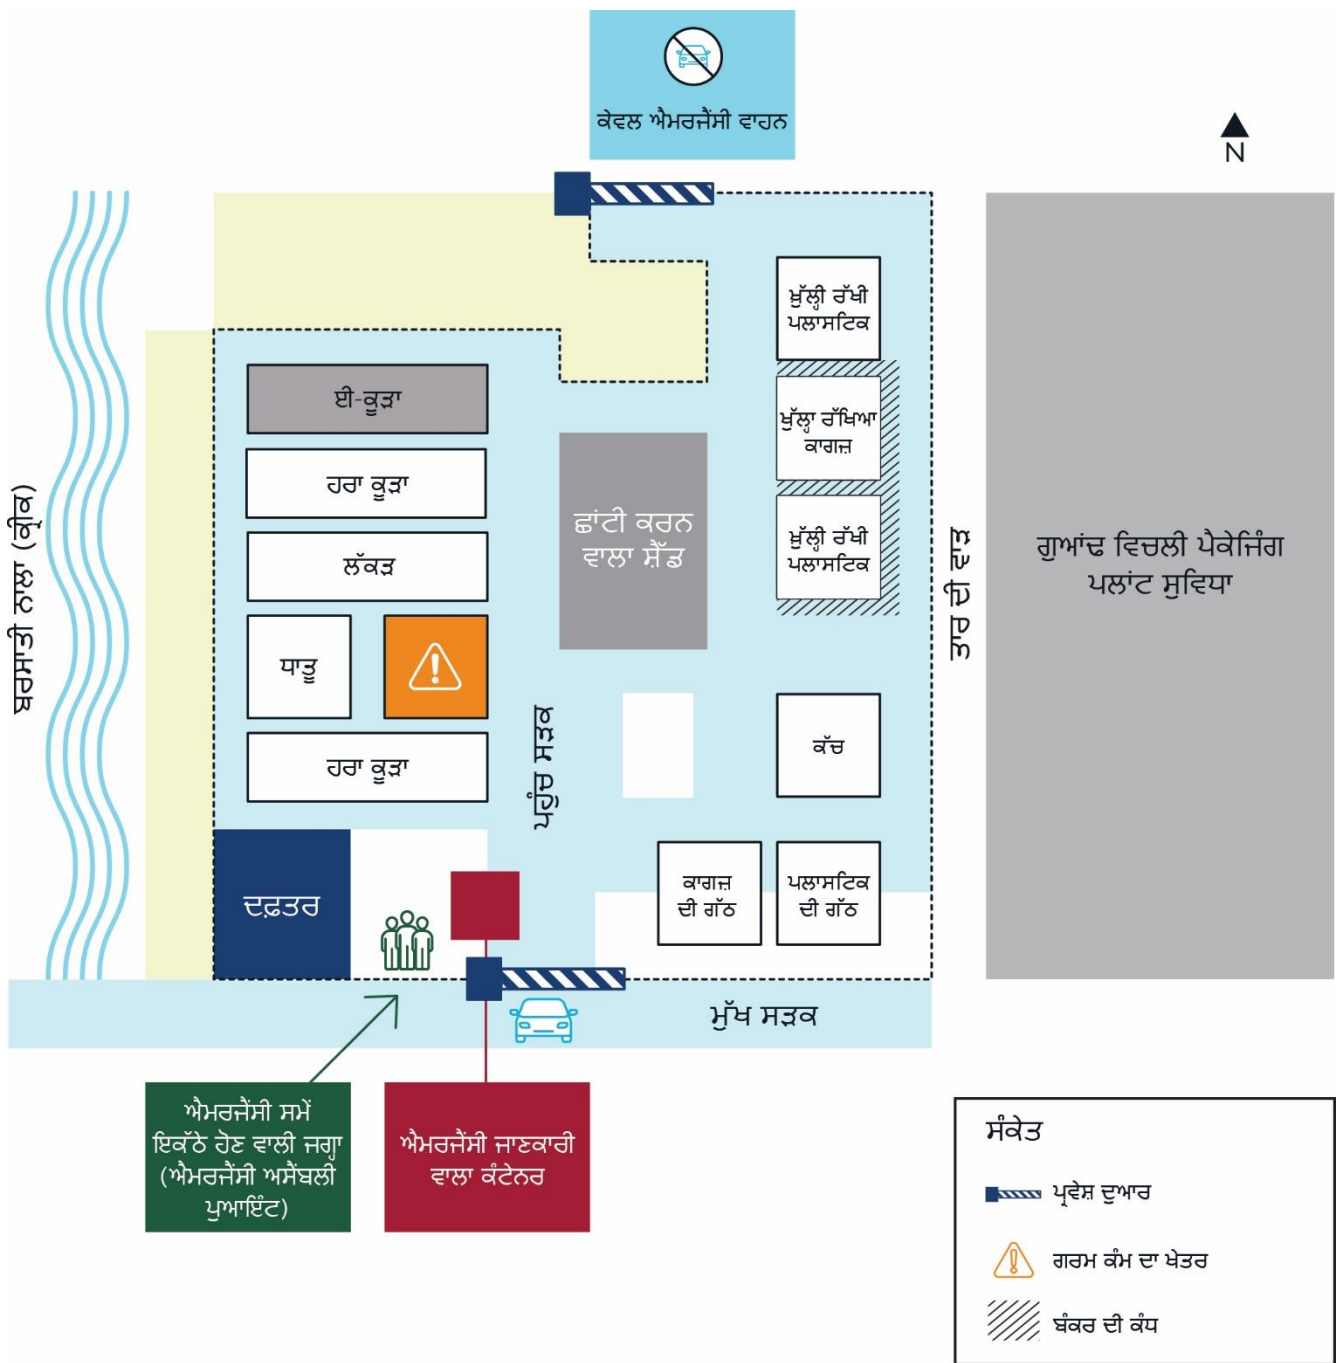 ਕੇਵਲ ਐਮਰਜੈਂਸੀ ਵਾਹਨ
N
ਖੁੱਲ੍ਹੀ ਰੱਖੀ
ਪਲਾਸਟਿਕ
ਈ-ਕੂੜਾ
ਖੁੱਲ੍ਹਾ ਰੱਖਿਆ
ਕਾਗਜ਼
ਹਰਾ ਕੂੜਾ
ਛਾਂਟੀ ਕਰਨ
ਵਾਲਾ ਸ਼ੈੱਡ
ਖੁੱਲ੍ਹੀ ਰੱਖੀ
ਪਲਾਸਟਿਕ
ਲੱਕੜ
ਬਰਸਾਤੀ ਨਾਲਾ (ਕ੍ਰੀਕ)
ਤਾਰ ਦੀ ਵਾੜ
ਗੁਆਂਢ ਵਿਚਲੀ ਪੈਕੇਜਿੰਗ
ਪਲਾਂਟ ਸੁਵਿਧਾ
ਧਾਤੂ
ਪਹੁੰਚ ਸੜਕ
ਕੱਚ
ਹਰਾ ਕੂੜਾ
ਦਫ਼ਤਰ
ਕਾਗਜ਼
ਦੀ ਗੱਠ
ਪਲਾਸਟਿਕ
ਦੀ ਗੱਠ
ਮੁੱਖ ਸੜਕ
ਐਮਰਜੈਂਸੀ ਸਮੇਂ
ਇਕੱਠੇ ਹੋਣ ਵਾਲੀ ਜਗ੍ਹਾ
(ਐਮਰਜੈਂਸੀ ਅਸੈਂਬਲੀ
ਪੁਆਇੰਟ)
ਐਮਰਜੈਂਸੀ ਜਾਣਕਾਰੀ
ਵਾਲਾ ਕੰਟੇਨਰ
ਸੰਕੇਤ
ਪ੍ਰਵੇਸ਼ ਦੁਆਰ
ਗਰਮ ਕੰਮ ਦਾ ਖੇਤਰ
ਬੰਕਰ ਦੀ ਕੰਧ